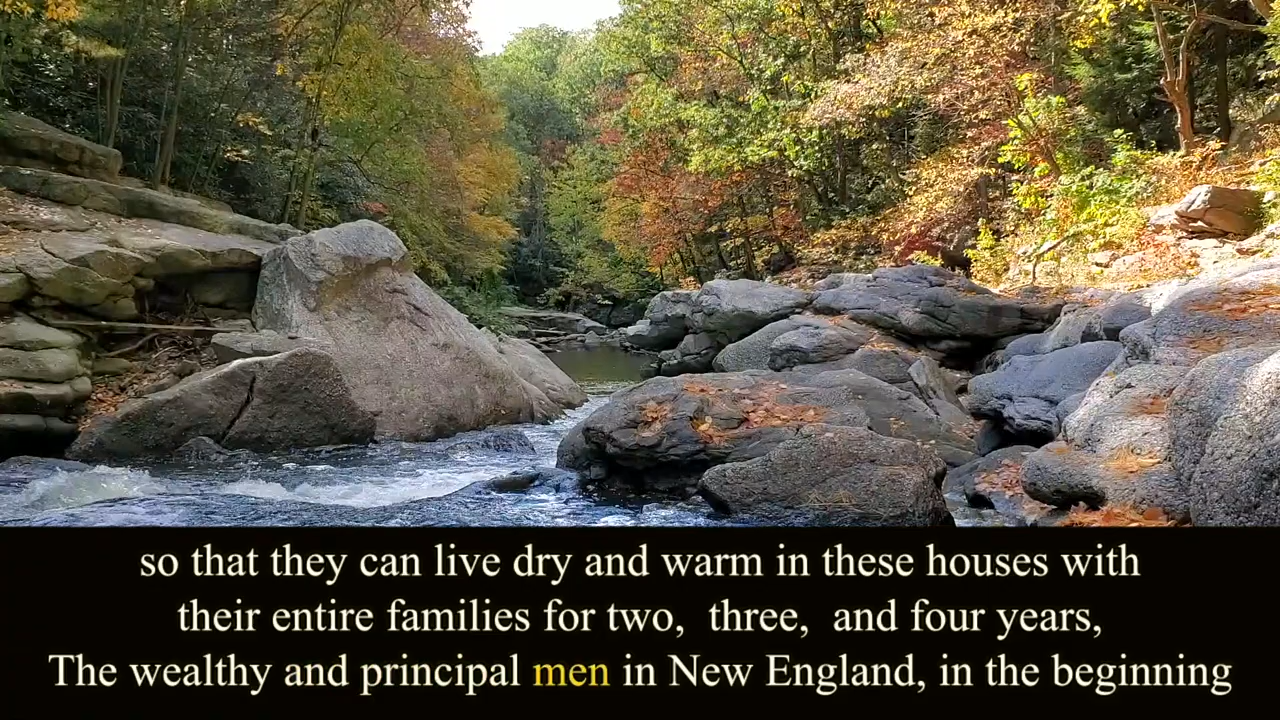 so that they can live dry and warm in these houses with
their entire families for two, three, and four years,
The wealthy and principal men in New England, in the beginning